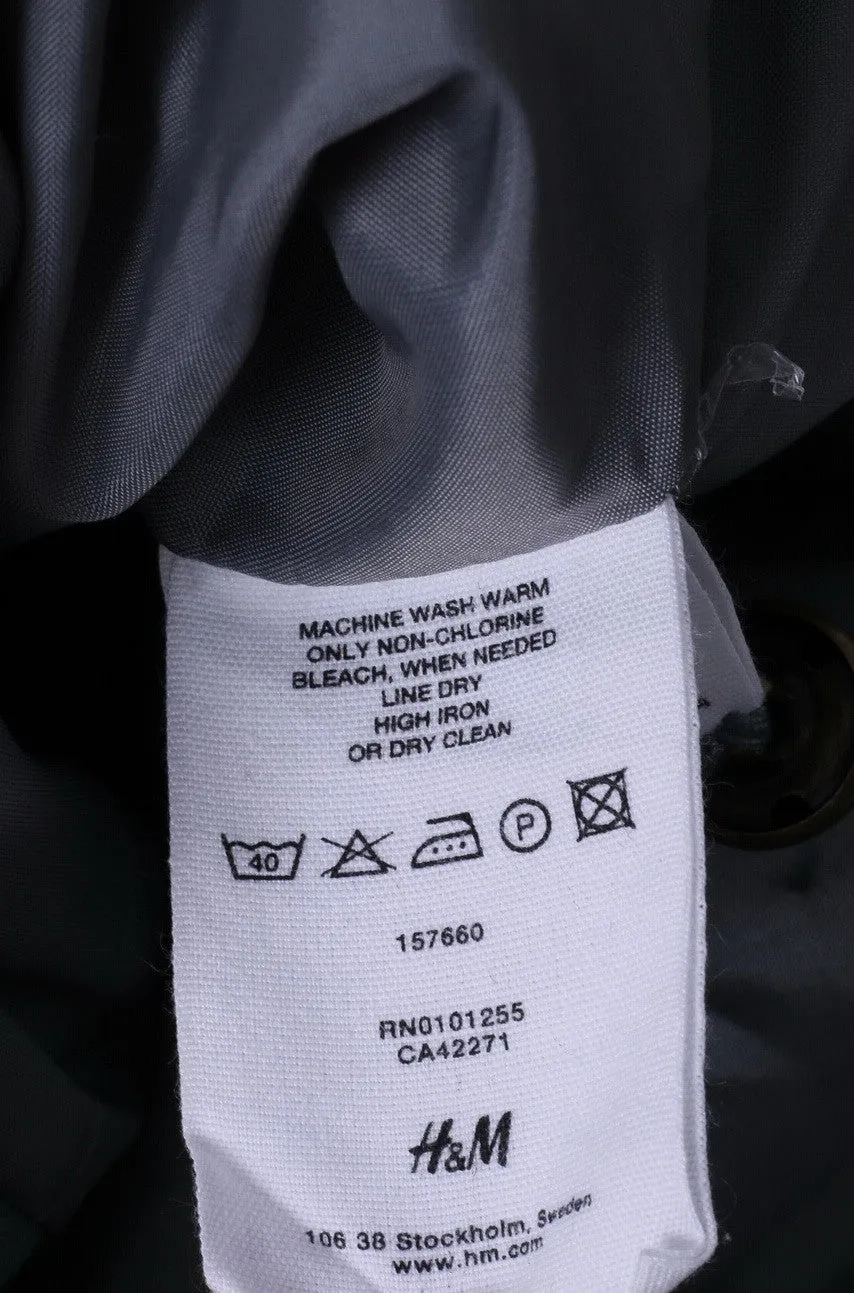 MACHINE WASH WARM
ONLY NON-CHLORINE
BLEACH, WHEN NEEDED
LINE DRY
HIGH IRON
OR DRY CLEAN
40 P
157660
RN0101255
CA42271
H&M
106 38 Stockholm, Sweden
www.hm.com